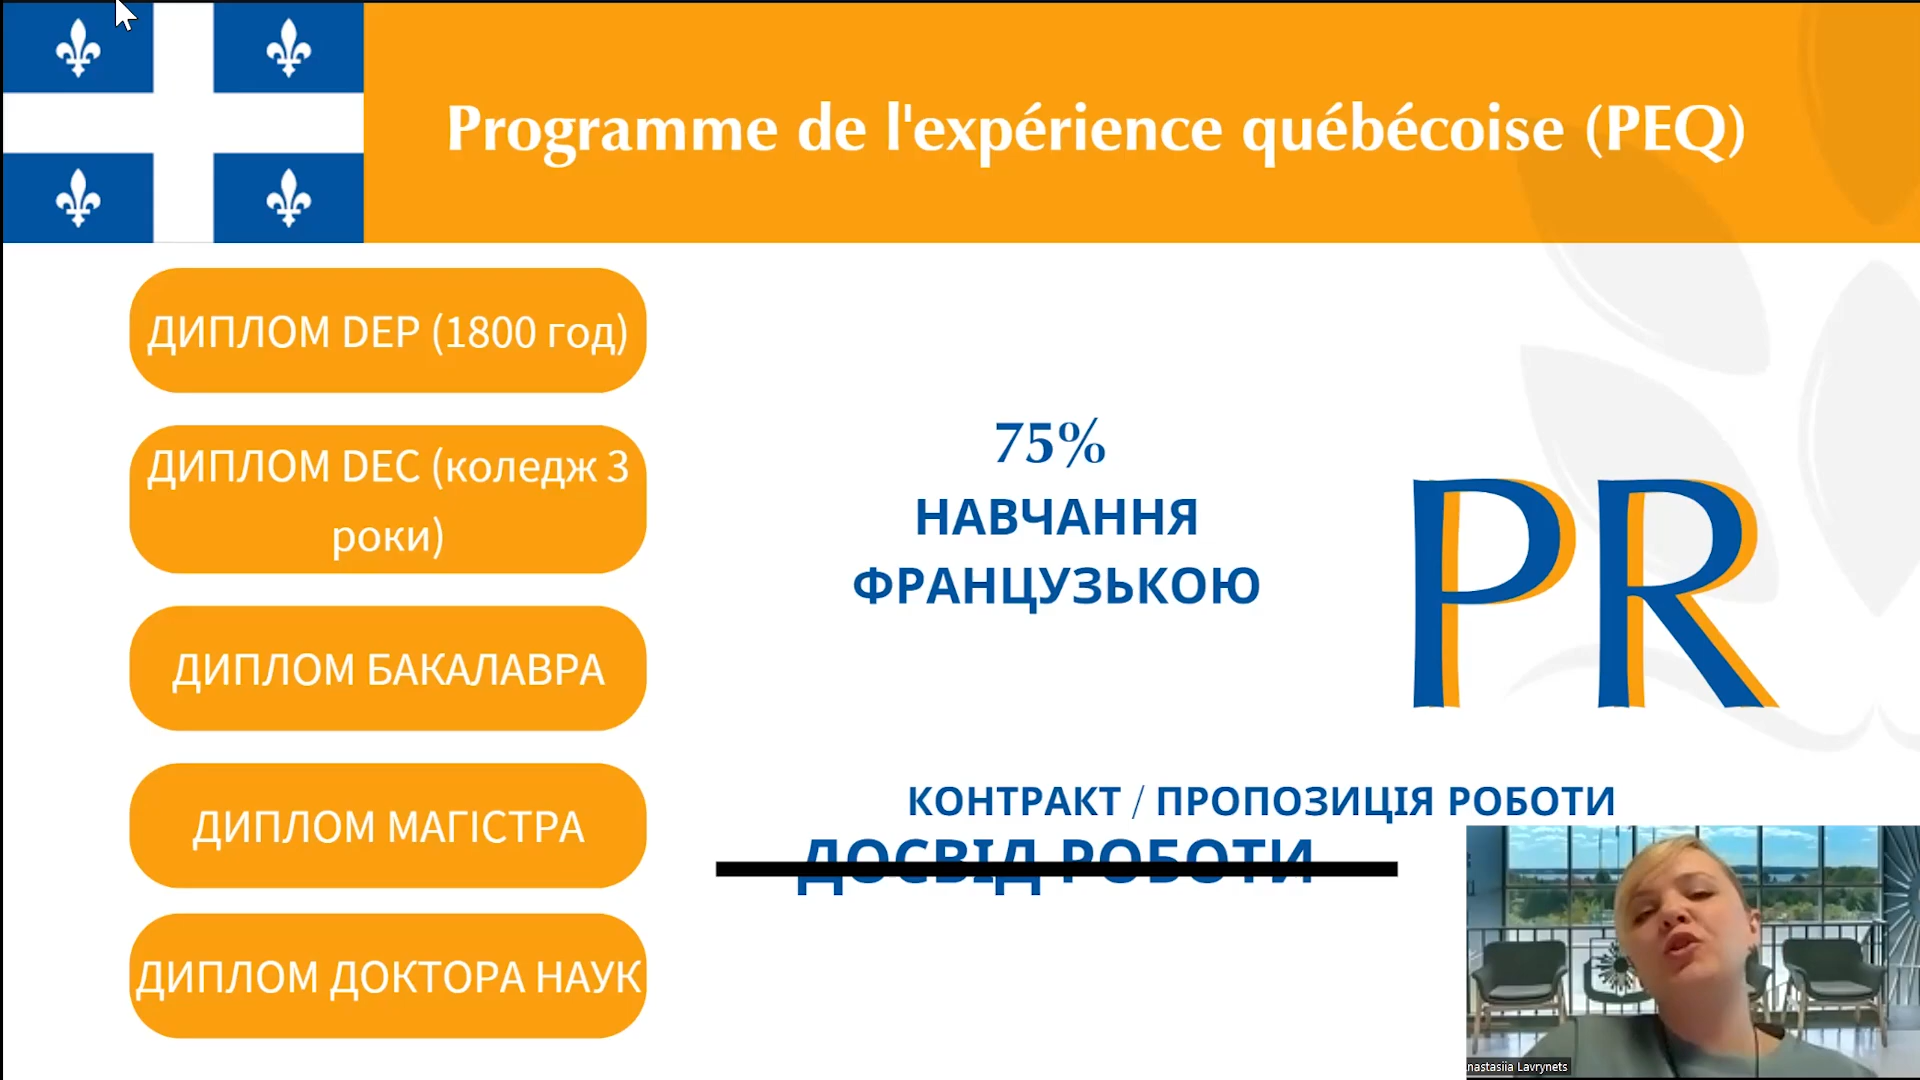 Programme de l'expérience québécoise (PEQ)
ДИПЛОМ DEP (1800 год)
ДИПЛОМ DEC (коледж 3
роки)
ДИПЛОМ БАКАЛАВРА
ДИПЛОМ МАГІСТРА
ДИПЛОМ ДОКТОРА НАУК
75%
НАВЧАННЯ
ФРАНЦУЗЬКОЮ
PR
КОНТРАКТ / ПРОПОЗИЦІЯ РОБОТИ
ДОСВІД РОБОТИ
nastasiia Lavrynets